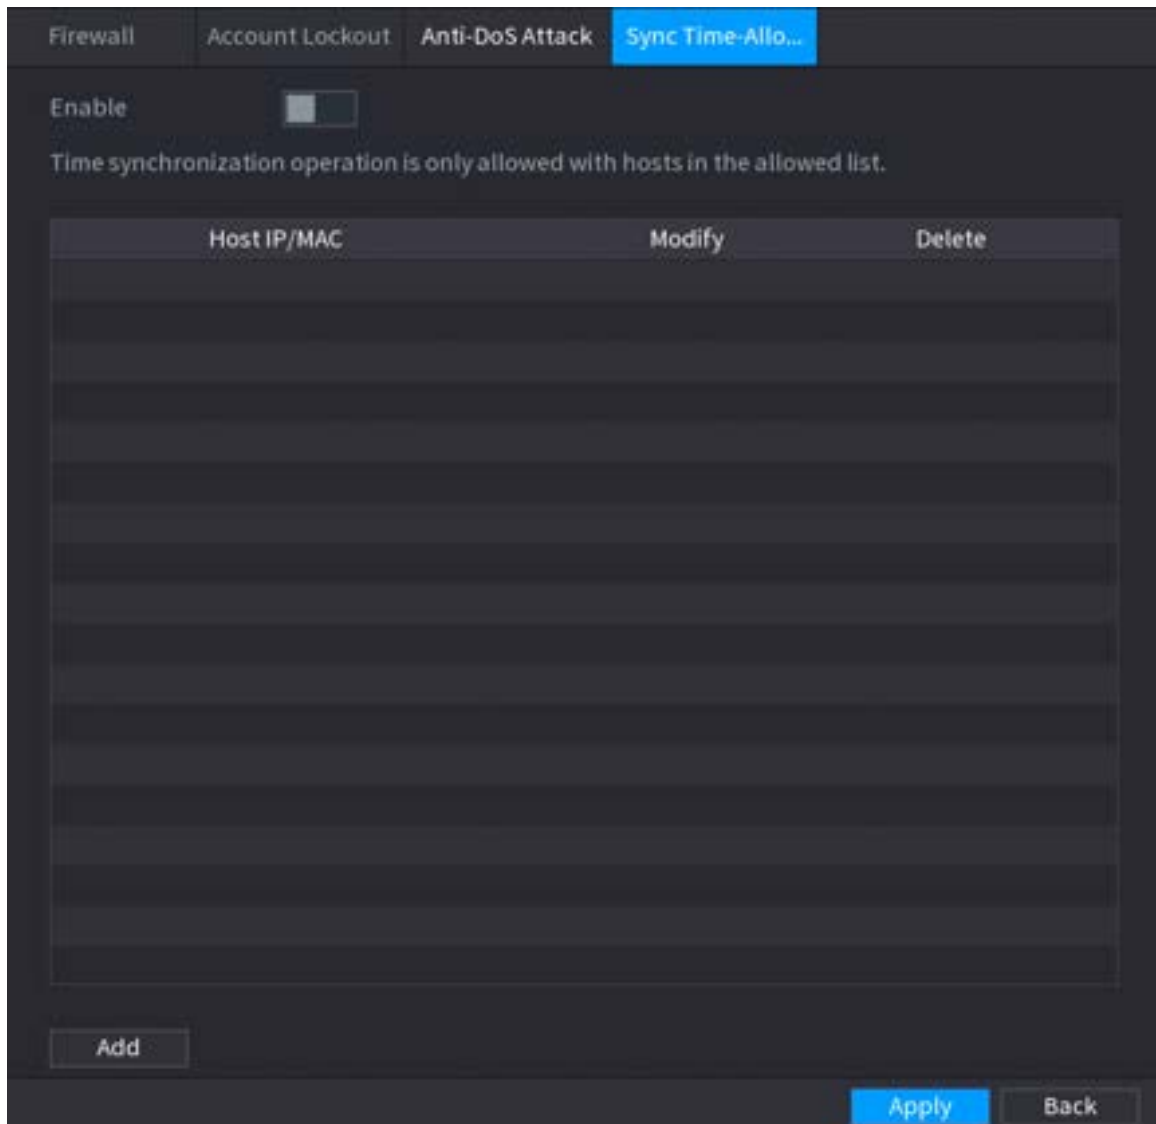 Firewall Account Lockout Anti-DoS Attack Sync Time-Allo...
Enable
Time synchronization operation is only allowed with hosts in the allowed list.
Host IP/MAC Modify Delete
Add
Apply Back